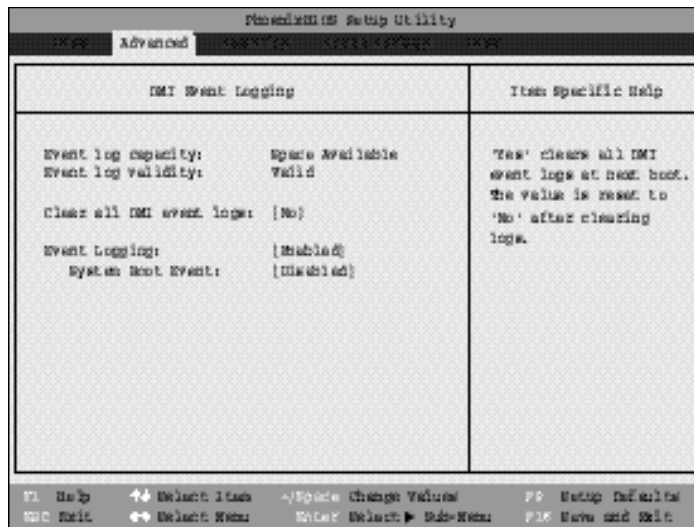 PhoenixBIOS Setup Utility
Advanced
DMI Event Logging
Item Specific Help
Event log capacity: Space Available
Event log validity: Valid
Clear all DMI event logs: [No]
Event Logging: [Enabled]
System Boot Event: [Disabled]
'Yes' clears all DMI
event logs at next boot.
The value is reset to
'No' after clearing
logs.
F1 Help ↑↓ Select Item -/Space Change Values F9 Setup Defaults
ESC Exit ↔ Select Menu Enter Select ▶ Sub-Menu F10 Save and Exit